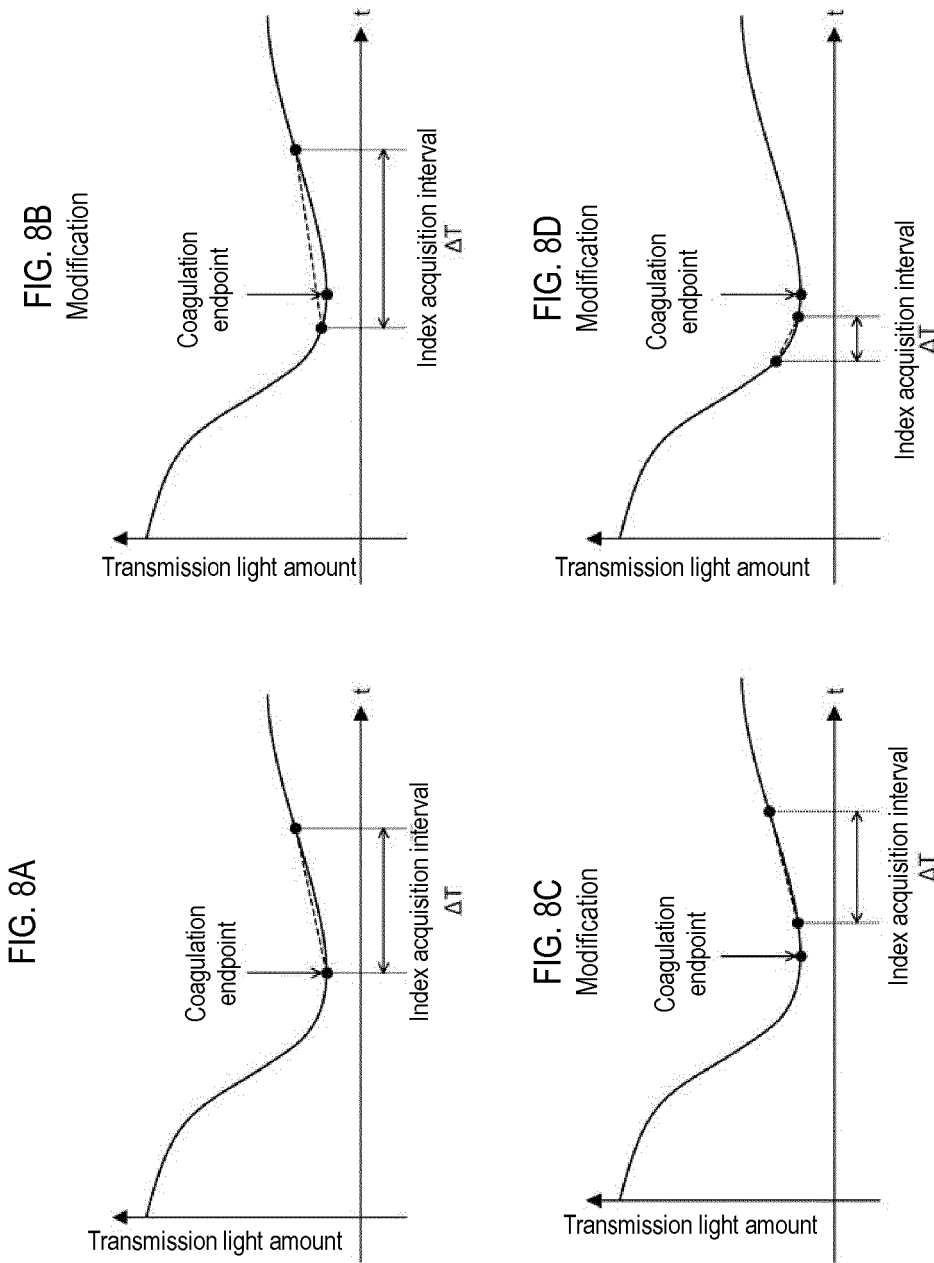 FIG. 8A
Transmission light amount
Coagulation
endpoint
t
Index acquisition interval
ΔT
FIG. 8B
Modification
Transmission light amount
Coagulation
endpoint
t
Index acquisition interval
ΔT
FIG. 8C
Modification
Transmission light amount
Coagulation
endpoint
t
Index acquisition interval
ΔT
FIG. 8D
Modification
Transmission light amount
Coagulation
endpoint
t
Index acquisition interval
ΔT